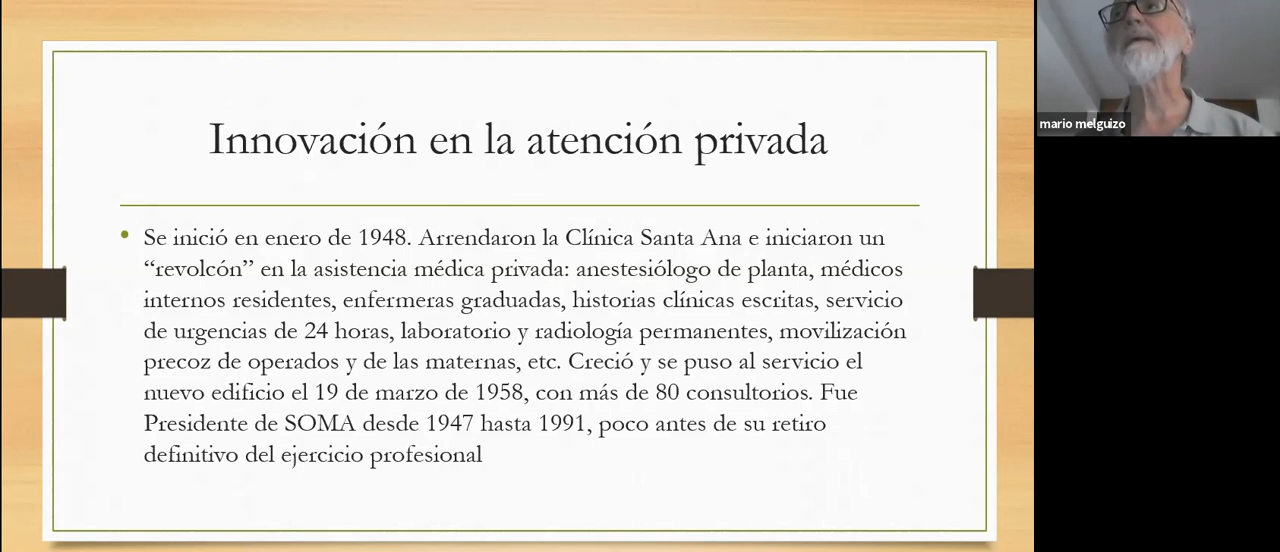 Innovación en la atención privada
• Se inició en enero de 1948. Arrendaron la Clínica Santa Ana e iniciaron un
“revolcón” en la asistencia médica privada: anestesiólogo de planta, médicos
internos residentes, enfermeras graduadas, historias clínicas escritas, servicio
de urgencias de 24 horas, laboratorio y radiología permanentes, movilización
precoz de operados y de las maternas, etc. Creció y se puso al servicio el
nuevo edificio el 19 de marzo de 1958, con más de 80 consultorios. Fue
Presidente de SOMA desde 1947 hasta 1991, poco antes de su retiro
definitivo del ejercicio profesional
mario melguizo